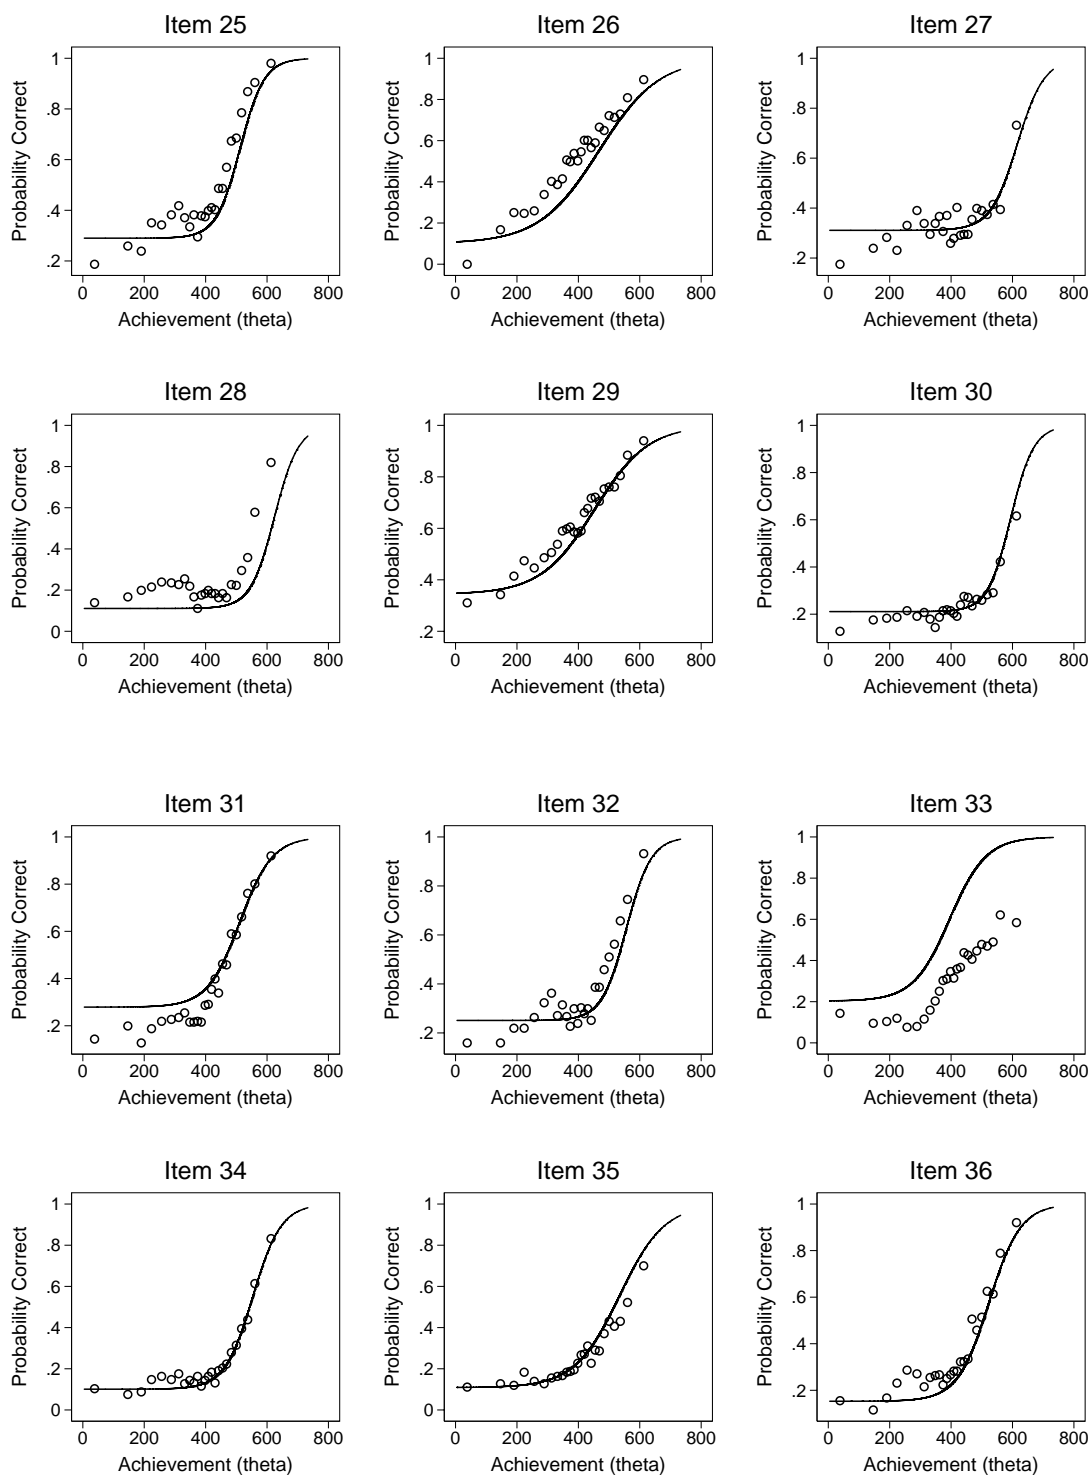 Item 25
Item 26
Item 27
Probability Correct
1
.8
.6
.4
.2
0 200 400 600 800
Achievement (theta)
Probability Correct
1
.8
.6
.4
.2
0
0 200 400 600 800
Achievement (theta)
Probability Correct
1
.8
.6
.4
.2
0 200 400 600 800
Achievement (theta)
Item 28
Item 29
Item 30
Probability Correct
1
.8
.6
.4
.2
0
0 200 400 600 800
Achievement (theta)
Probability Correct
1
.8
.6
.4
.2
0 200 400 600 800
Achievement (theta)
Probability Correct
1
.8
.6
.4
.2
0 200 400 600 800
Achievement (theta)
Item 31
Item 32
Item 33
Probability Correct
1
.8
.6
.4
.2
0 200 400 600 800
Achievement (theta)
Probability Correct
1
.8
.6
.4
.2
0 200 400 600 800
Achievement (theta)
Probability Correct
1
.8
.6
.4
.2
0
0 200 400 600 800
Achievement (theta)
Item 34
Item 35
Item 36
Probability Correct
1
.8
.6
.4
.2
0
0 200 400 600 800
Achievement (theta)
Probability Correct
1
.8
.6
.4
.2
0
0 200 400 600 800
Achievement (theta)
Probability Correct
1
.8
.6
.4
.2
0 200 400 600 800
Achievement (theta)